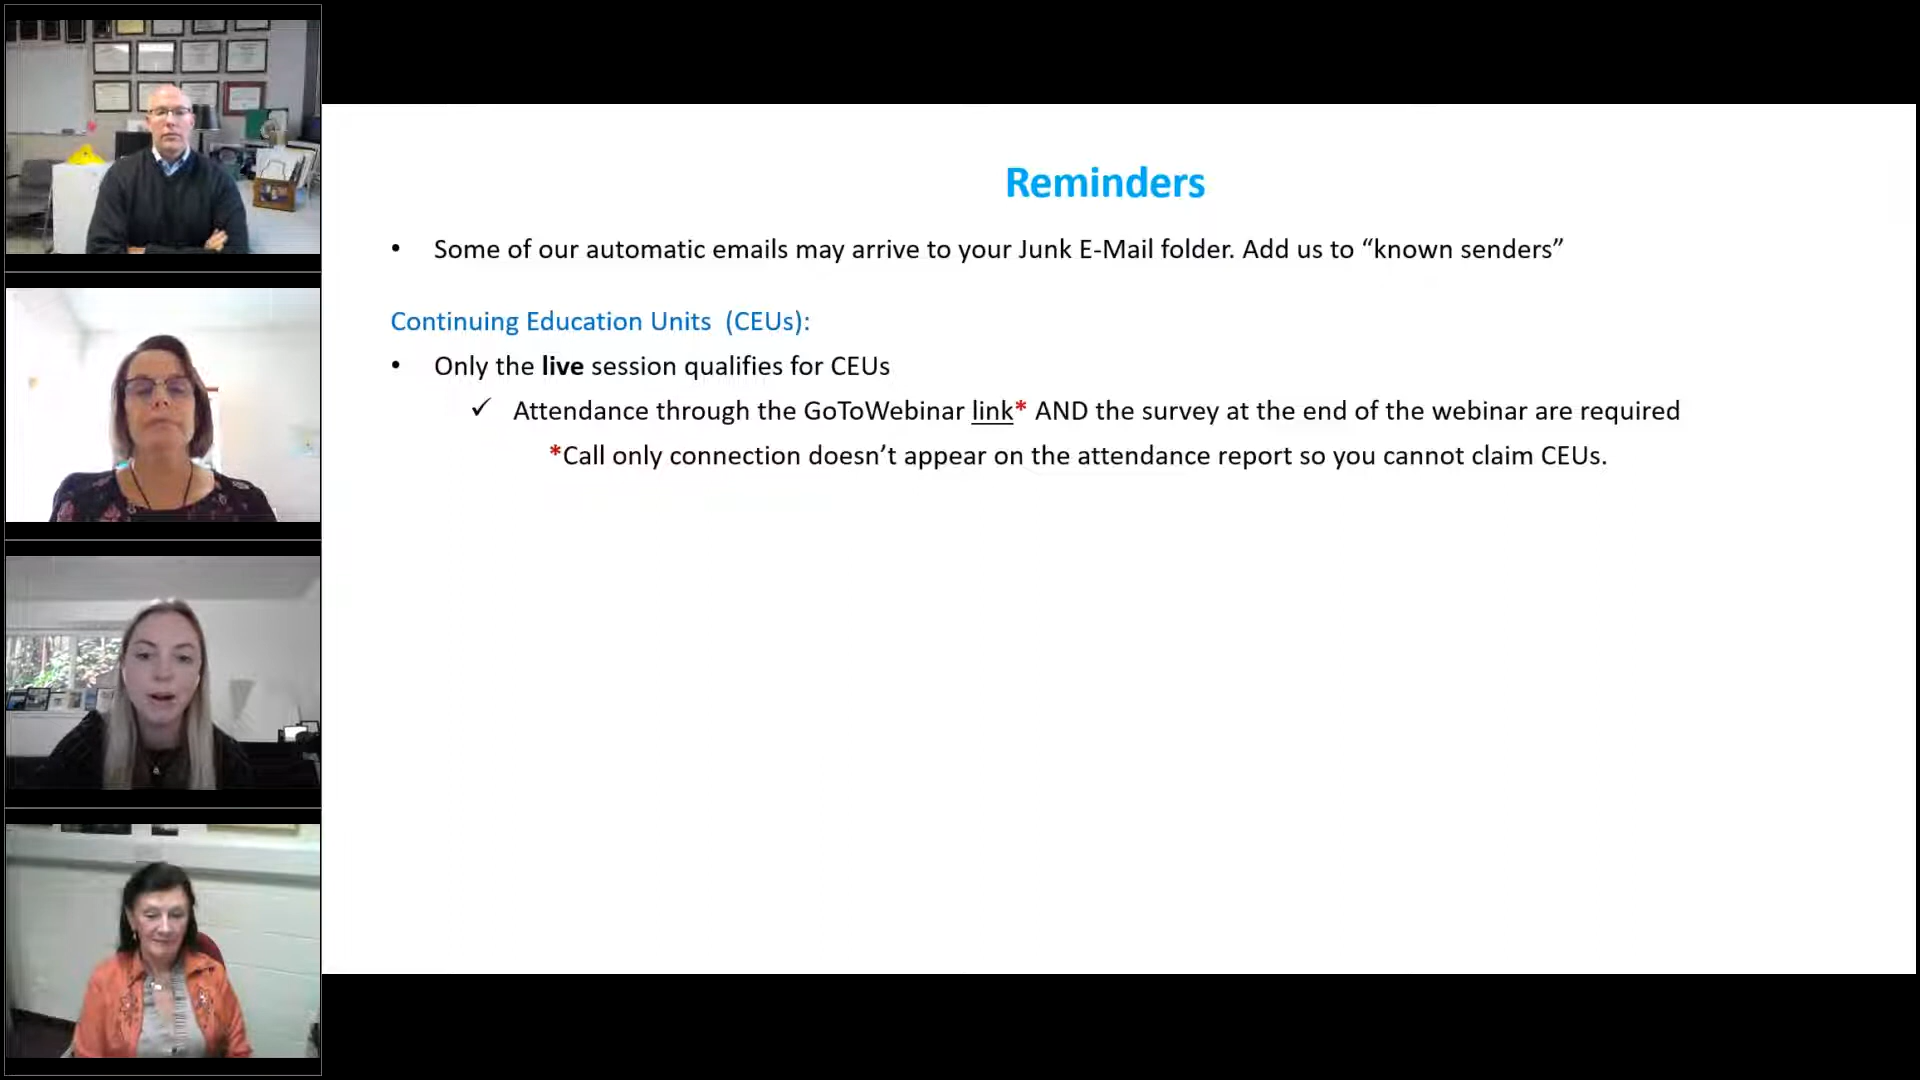 Reminders
• Some of our automatic emails may arrive to your Junk E-Mail folder. Add us to “known senders”
Continuing Education Units  (CEUs):
• Only the live session qualifies for CEUs
✓ Attendance through the GoToWebinar link* AND the survey at the end of the webinar are required
*Call only connection doesn’t appear on the attendance report so you cannot claim CEUs.